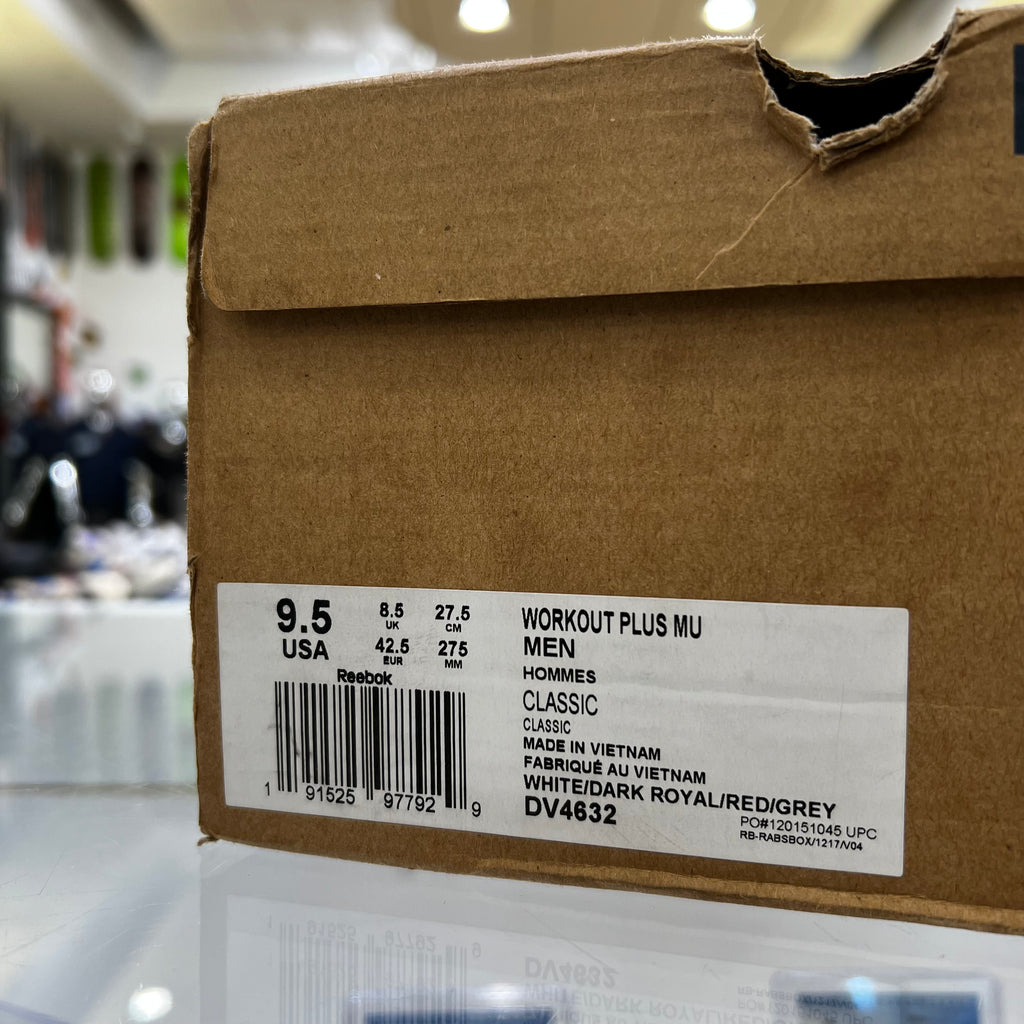 9.5
USA
8.5
UK
27.5
CM
42.5
EUR
275
MM
Reebok
1 91525 97792 9
WORKOUT PLUS MU
MEN
HOMMES
CLASSIC
CLASSIC
MADE IN VIETNAM
FABRIQUÉ AU VIETNAM
WHITE/DARK ROYAL/RED/GREY
DV4632
PO#120151045 UPC
RB-RABSBOX/1217/V04